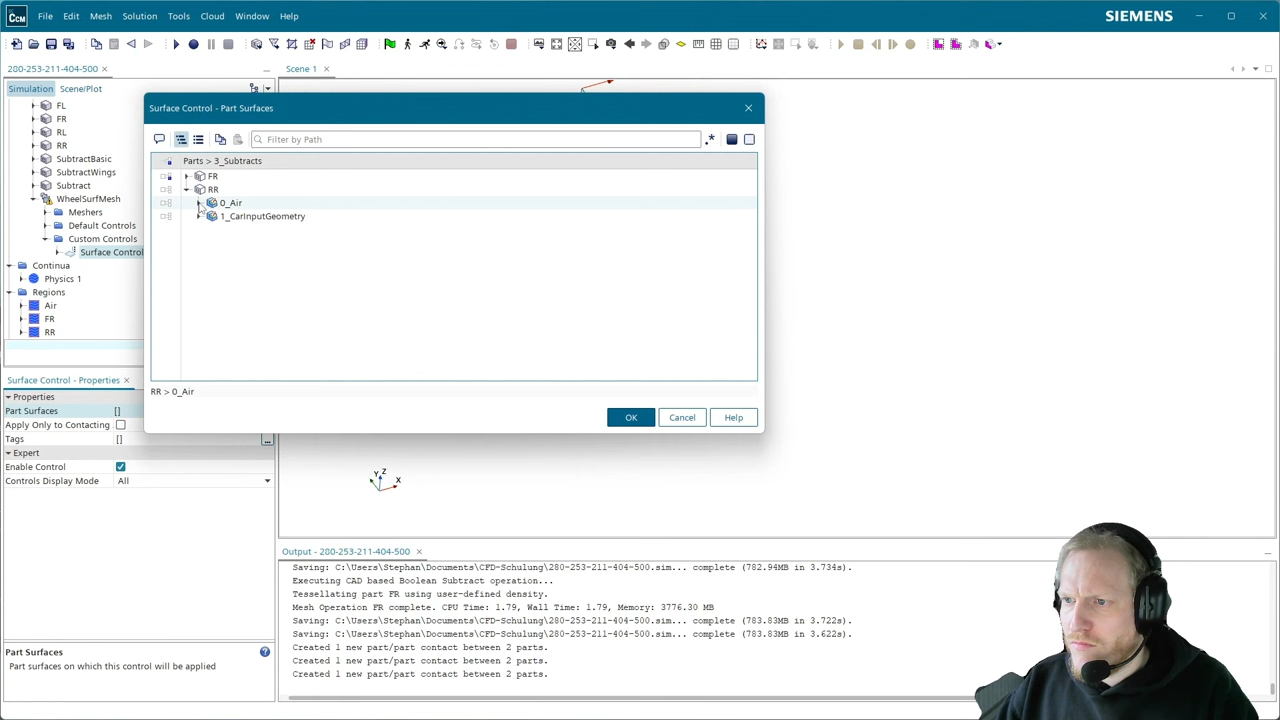 CCM File Edit Mesh Solution Tools Cloud Window Help SIEMENS
280-253-211-404-500 Scene 1
Simulation Scene/Plot
FL
FR
RL
RR
SubtractBasic
SubtractWings
Subtract
WheelSurfMesh
Meshers
Default Controls
Custom Controls
Surface Control
Continua
Physics 1
Regions
Air
FR
RR
Surface Control - Part Surfaces
Filter by Path
Parts > 3_Subtracts
FR
RR
0_Air
1_CarInputGeometry
RR > 0_Air
OK Cancel Help
Surface Control - Properties
Properties
Part Surfaces []
Apply Only to Contacting
Tags []
Expert
Enable Control
Controls Display Mode All
Part Surfaces
Part surfaces on which this control will be applied
Y Z X
Output - 280-253-211-404-500
Saving: C:\Users\Stephan\Documents\CFD-Schulung\280-253-211-404-500.sim... complete (782.94MB in 3.734s).
Executing CAD based Boolean Subtract operation...
Tessellating part FR using user-defined density.
Mesh Operation FR complete. CPU Time: 1.79, Wall Time: 1.79, Memory: 3776.30 MB
Saving: C:\Users\Stephan\Documents\CFD-Schulung\280-253-211-404-500.sim... complete (783.83MB in 3.722s).
Saving: C:\Users\Stephan\Documents\CFD-Schulung\280-253-211-404-500.sim... complete (783.83MB in 3.622s).
Created 1 new part/part contact between 2 parts.
Created 1 new part/part contact between 2 parts.
Created 1 new part/part contact between 2 parts.